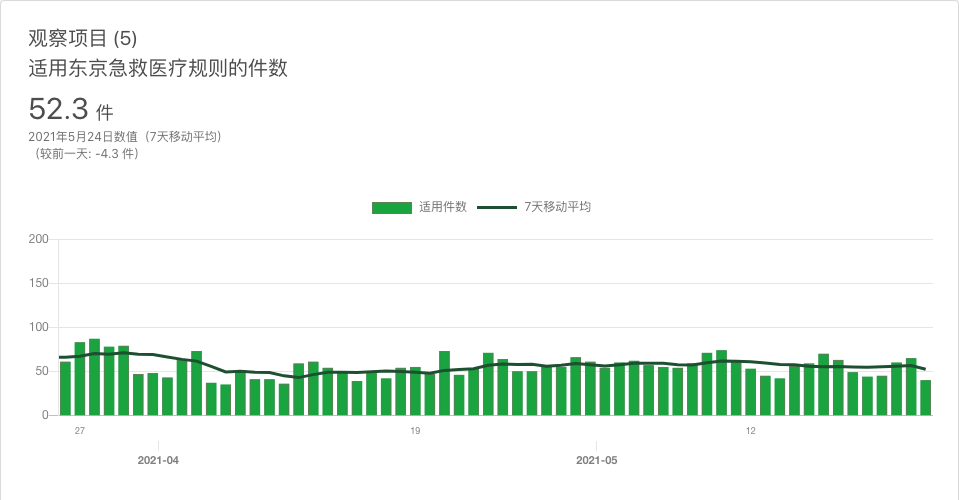 观察项目 (5)
适用东京急救医疗规则的件数
52.3 件
2021年5月24日数值（7天移动平均）
（较前一天: -4.3 件）
适用件数 7天移动平均
200
150
100
50
0
27 19 12
2021-04 2021-05